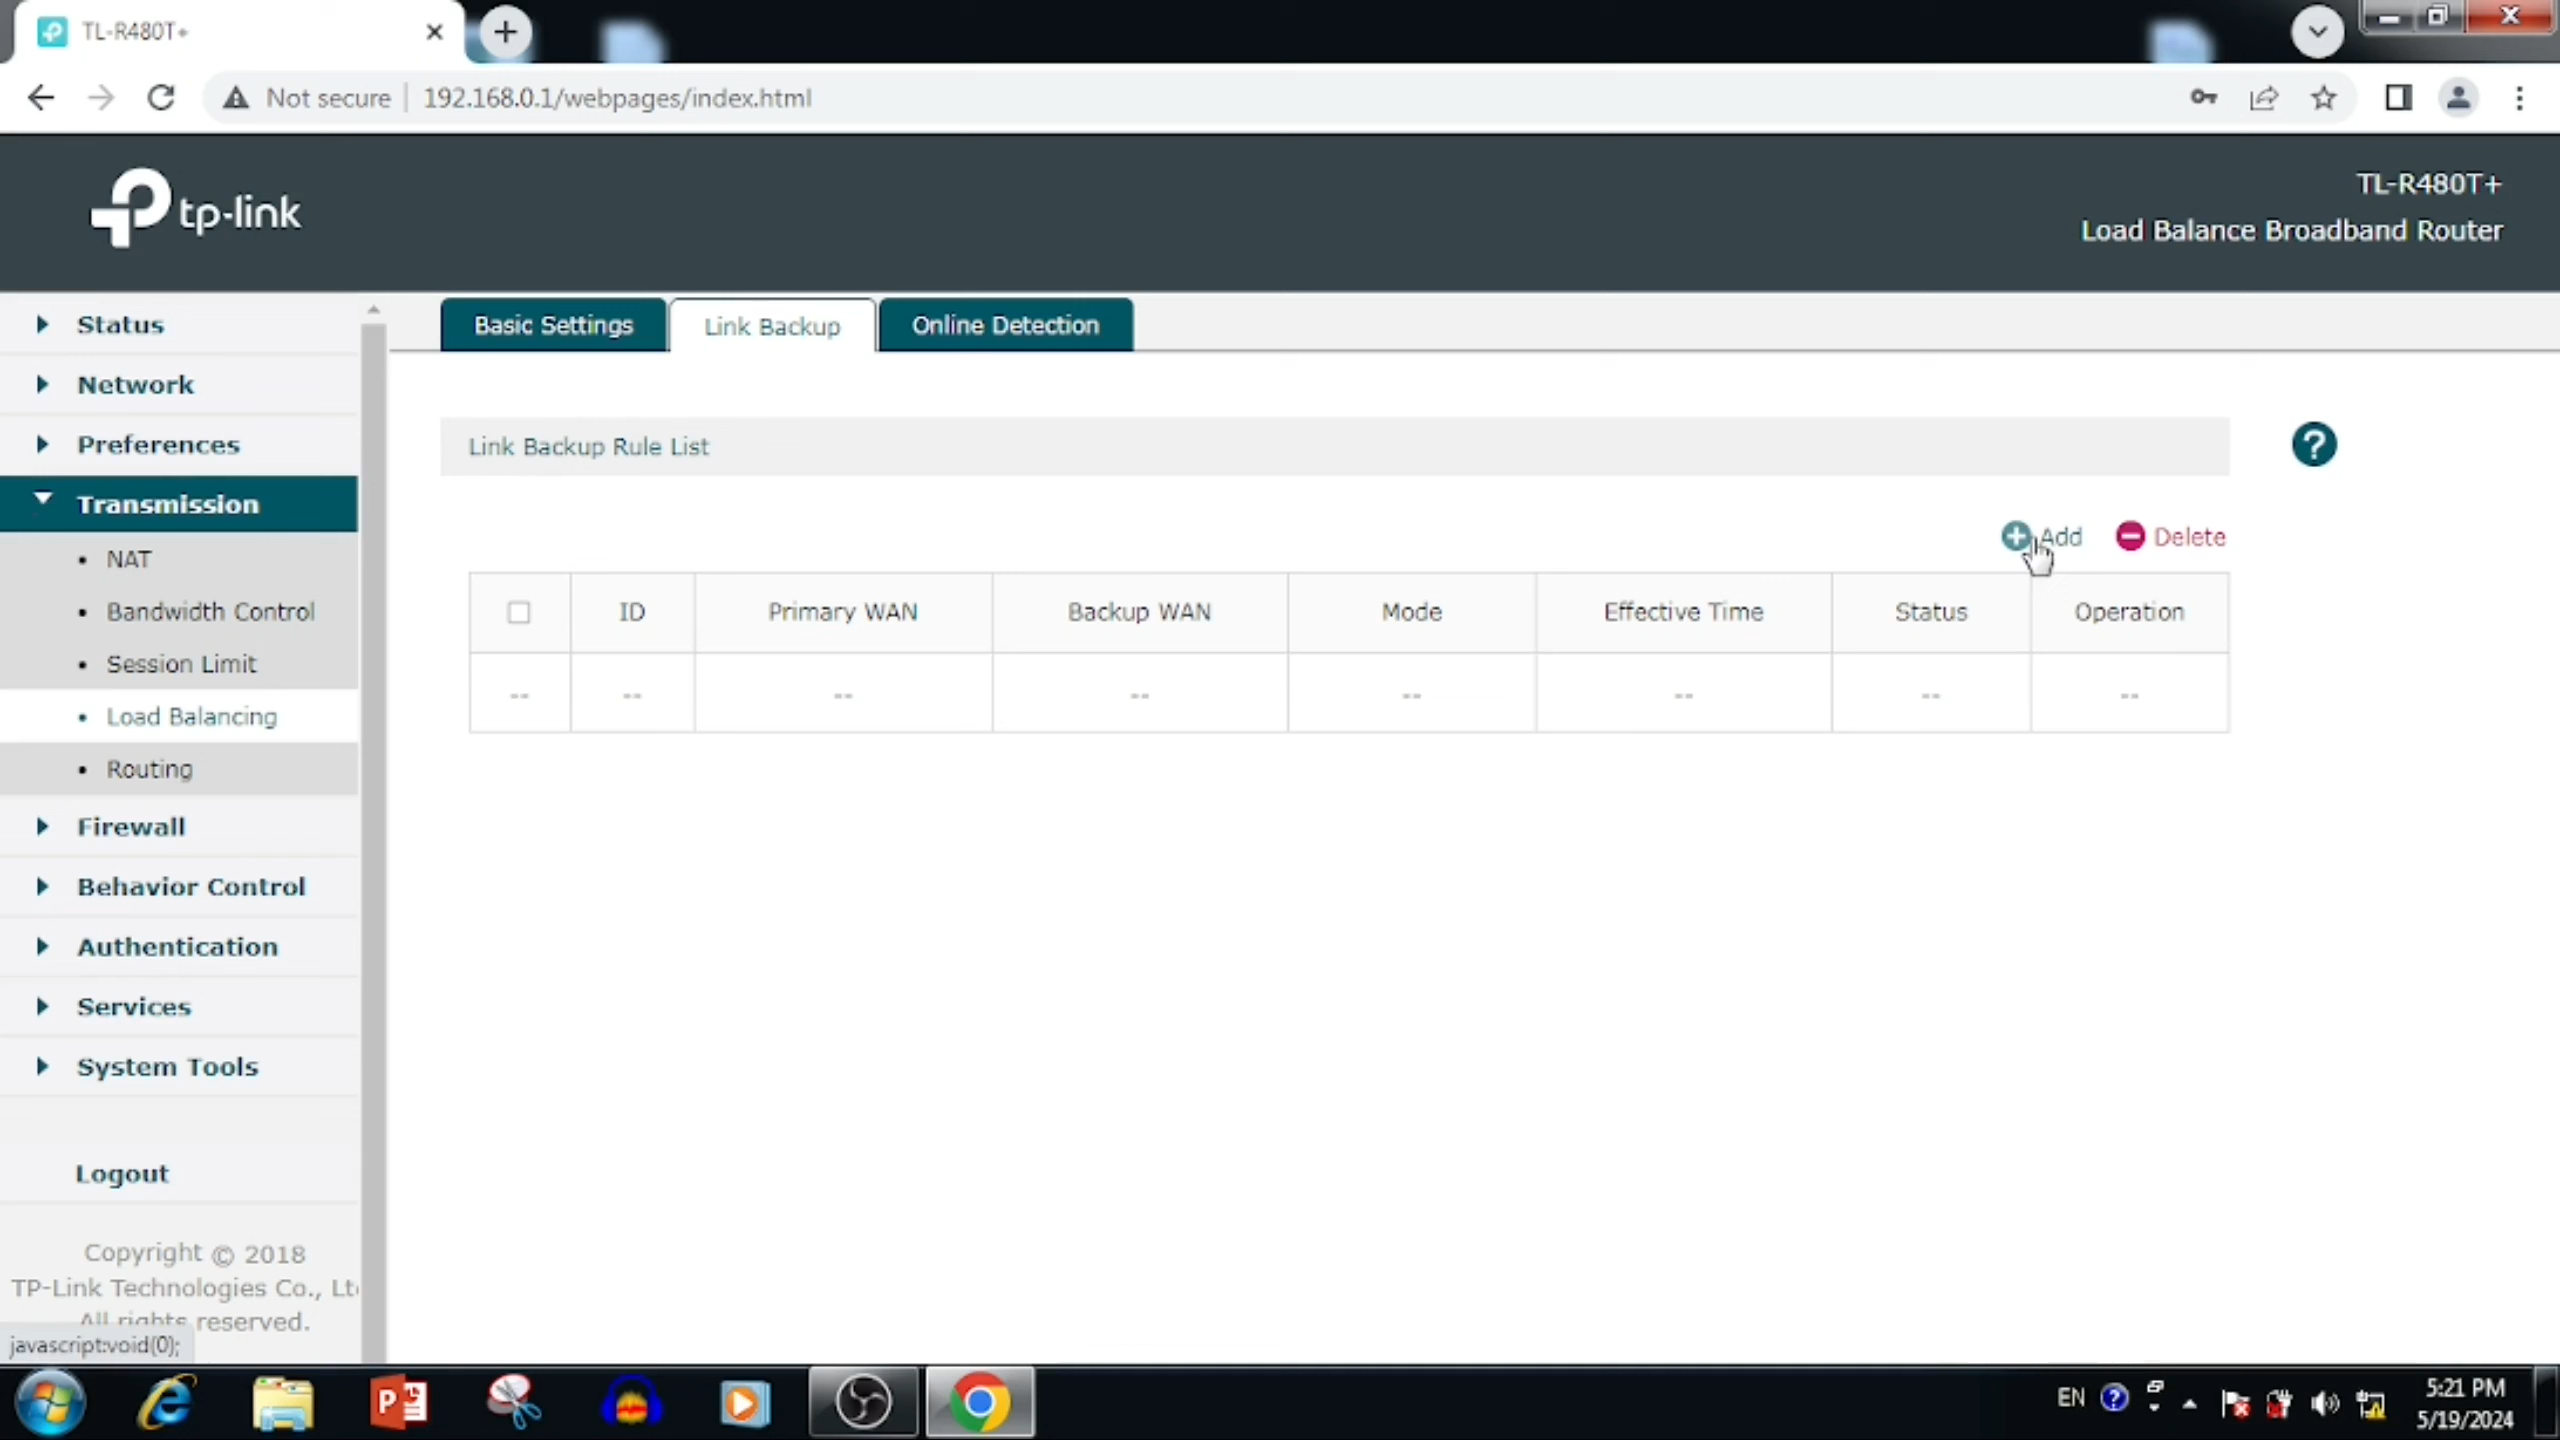 TL-R480T+
Not secure
192.168.0.1/webpages/index.html
tp-link
TL-R480T+
Load Balance Broadband Router
Status
Network
Preferences
Transmission
• NAT
• Bandwidth Control
• Session Limit
• Load Balancing
• Routing
Firewall
Behavior Control
Authentication
Services
System Tools
Logout
Copyright © 2018
TP-Link Technologies Co., Lt
All rights reserved.
javascript:void(0);
Basic Settings
Link Backup
Online Detection
Link Backup Rule List
?
Add
Delete
ID Primary WAN Backup WAN Mode Effective Time Status Operation
-- -- -- -- -- -- -- --
EN
5:21 PM
5/19/2024